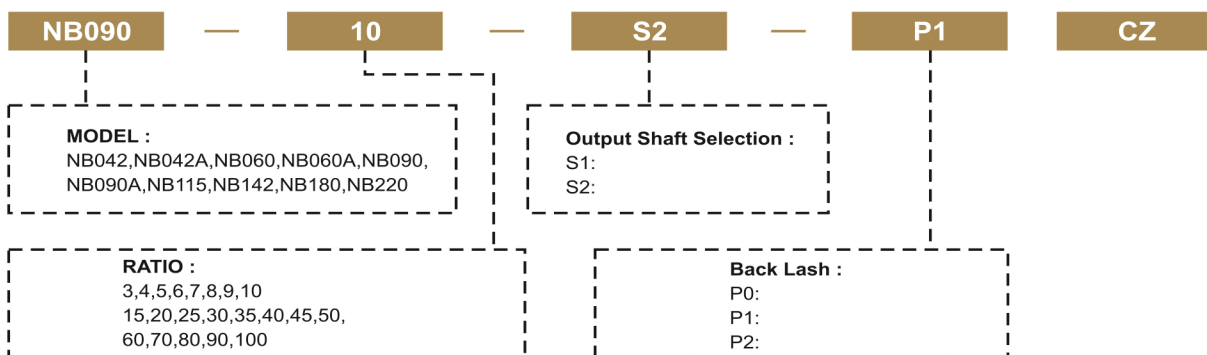 NB090 — 10 — S2 — P1 CZ
MODEL :
NB042,NB042A,NB060,NB060A,NB090,
NB090A,NB115,NB142,NB180,NB220
Output Shaft Selection :
S1:
S2:
RATIO :
3,4,5,6,7,8,9,10
15,20,25,30,35,40,45,50,
60,70,80,90,100
Back Lash :
P0:
P1:
P2: